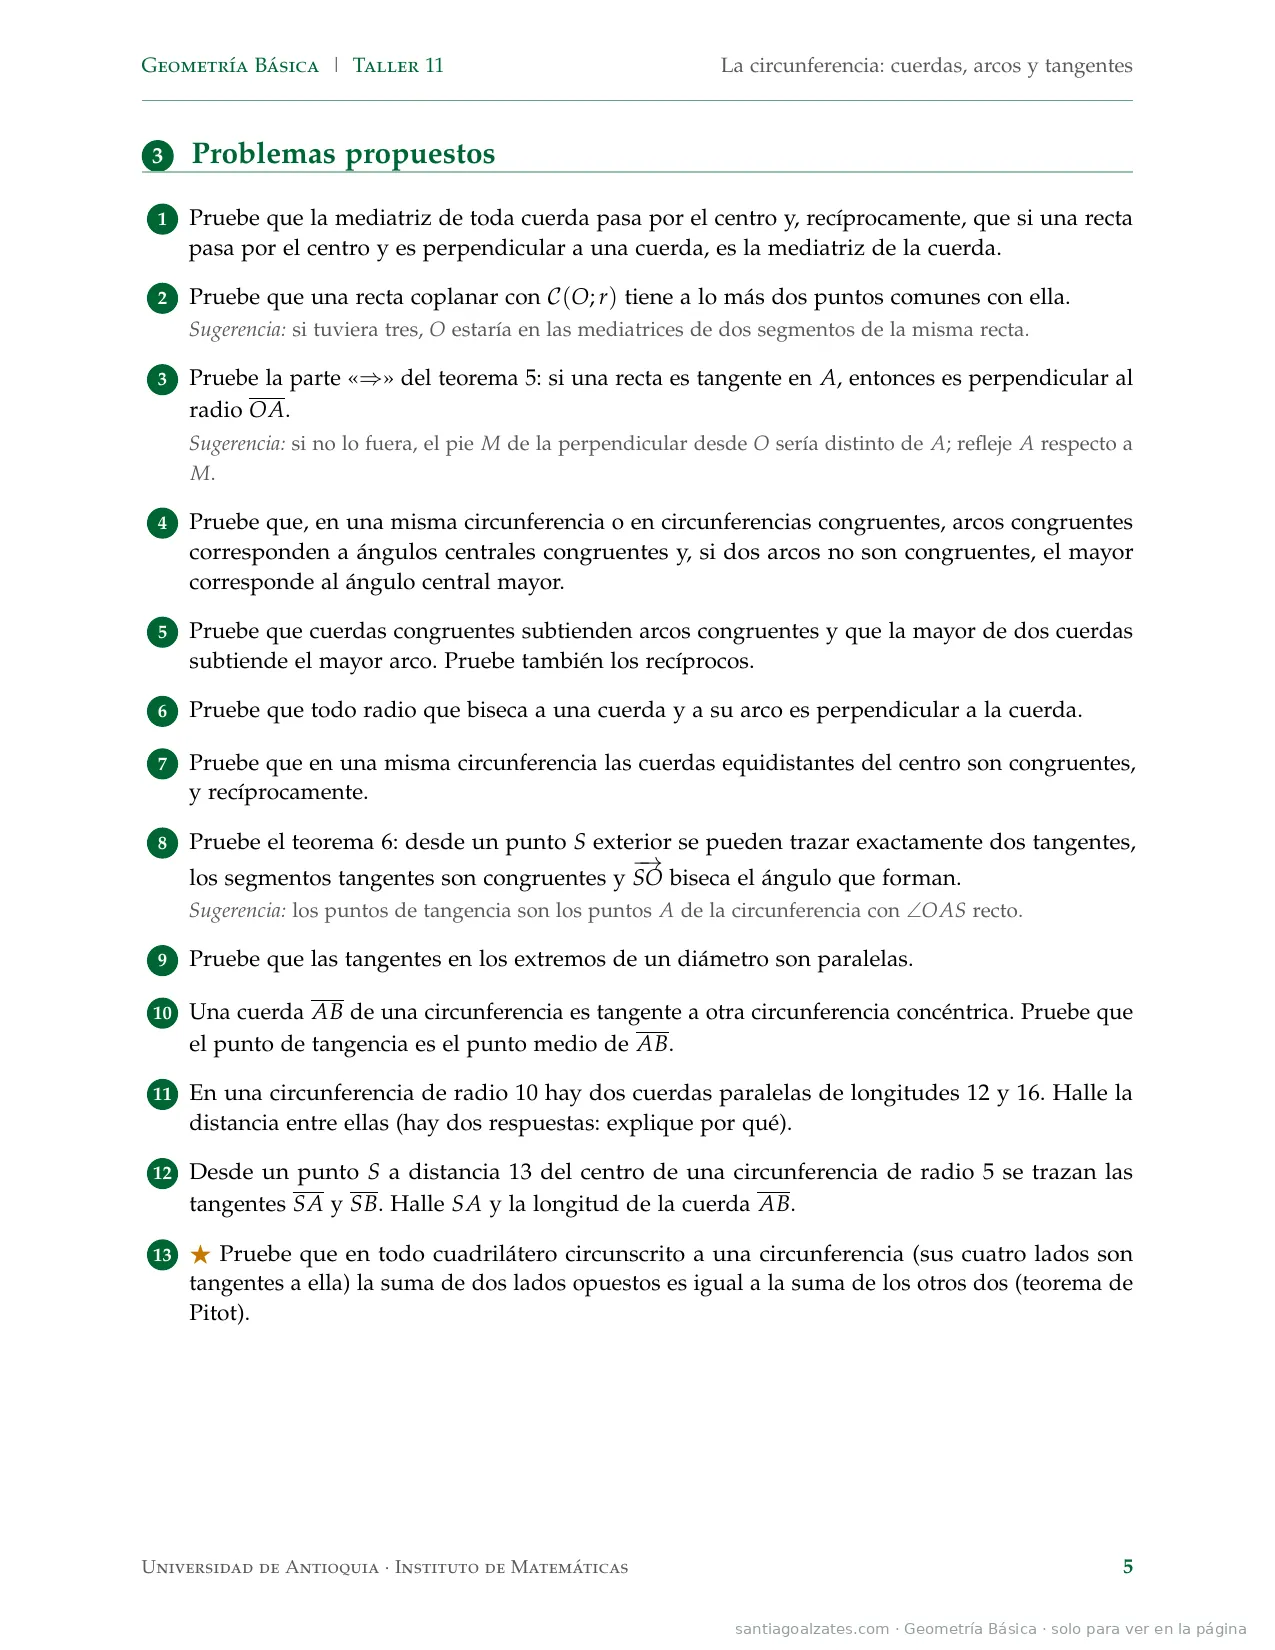 Geometría Básica | Taller 11
La circunferencia: cuerdas, arcos y tangentes
3 Problemas propuestos
1 Pruebe que la mediatriz de toda cuerda pasa por el centro y, recíprocamente, que si una recta
pasa por el centro y es perpendicular a una cuerda, es la mediatriz de la cuerda.
2 Pruebe que una recta coplanar con 𝒞(O; r) tiene a lo más dos puntos comunes con ella.
Sugerencia: si tuviera tres, O estaría en las mediatrices de dos segmentos de la misma recta.
3 Pruebe la parte «⇒» del teorema 5: si una recta es tangente en A, entonces es perpendicular al
radio O̅A̅.
Sugerencia: si no lo fuera, el pie M de la perpendicular desde O sería distinto de A; refleje A respecto a
M.
4 Pruebe que, en una misma circunferencia o en circunferencias congruentes, arcos congruentes
corresponden a ángulos centrales congruentes y, si dos arcos no son congruentes, el mayor
corresponde al ángulo central mayor.
5 Pruebe que cuerdas congruentes subtienden arcos congruentes y que la mayor de dos cuerdas
subtiende el mayor arco. Pruebe también los recíprocos.
6 Pruebe que todo radio que biseca a una cuerda y a su arco es perpendicular a la cuerda.
7 Pruebe que en una misma circunferencia las cuerdas equidistantes del centro son congruentes,
y recíprocamente.
8 Pruebe el teorema 6: desde un punto S exterior se pueden trazar exactamente dos tangentes,
los segmentos tangentes son congruentes y S⃗O⃗ biseca el ángulo que forman.
Sugerencia: los puntos de tangencia son los puntos A de la circunferencia con ∠OAS recto.
9 Pruebe que las tangentes en los extremos de un diámetro son paralelas.
10 Una cuerda A̅B̅ de una circunferencia es tangente a otra circunferencia concéntrica. Pruebe que
el punto de tangencia es el punto medio de A̅B̅.
11 En una circunferencia de radio 10 hay dos cuerdas paralelas de longitudes 12 y 16. Halle la
distancia entre ellas (hay dos respuestas: explique por qué).
12 Desde un punto S a distancia 13 del centro de una circunferencia de radio 5 se trazan las
tangentes S̅A̅ y S̅B̅. Halle SA y la longitud de la cuerda A̅B̅.
13 ★ Pruebe que en todo cuadrilátero circunscrito a una circunferencia (sus cuatro lados son
tangentes a ella) la suma de dos lados opuestos es igual a la suma de los otros dos (teorema de
Pitot).
Universidad de Antioquia · Instituto de Matemáticas
5
santiagoalzates.com · Geometría Básica · solo para ver en la página